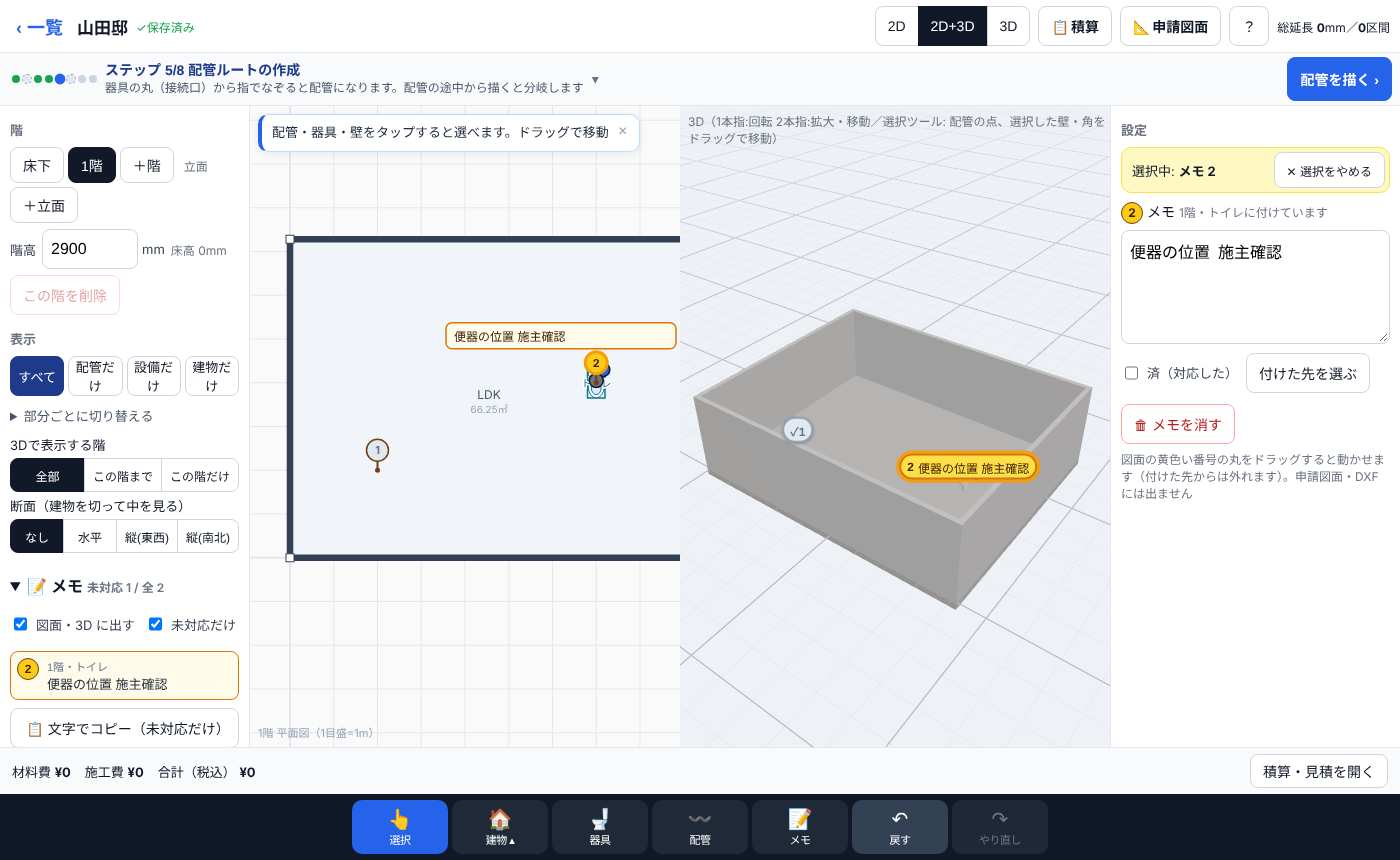 ‹ 一覧 山田邸 ✓保存済み
2D 2D+3D 3D 📋積算 📐申請図面 ? 総延長 0mm／0区間
ステップ 5/8 配管ルートの作成
器具の丸（接続口）から指でなぞると配管になります。配管の途中から描くと分岐します ▼
配管を描く ›
階
床下 1階 ＋階 立面
＋立面
階高 2900 mm 床高 0mm
この階を削除
表示
すべて 配管だけ 設備だけ 建物だけ
▶ 部分ごとに切り替える
3Dで表示する階
全部 この階まで この階だけ
断面（建物を切って中を見る）
なし 水平 縦(東西) 縦(南北)
▼ 📝 メモ 未対応 1 / 全 2
図面・3D に出す 未対応だけ
2 1階・トイレ
便器の位置 施主確認
📋 文字でコピー（未対応だけ）
配管・器具・壁をタップすると選べます。ドラッグで移動 ×
便器の位置 施主確認
2
LDK
66.25㎡
1
1階 平面図（1目盛=1m）
3D（1本指:回転 2本指:拡大・移動／選択ツール: 配管の点、選択した壁・角を
ドラッグで移動）
✓1
2 便器の位置 施主確認
設定
選択中: メモ 2 ✕ 選択をやめる
2 メモ 1階・トイレに付けています
便器の位置 施主確認
済（対応した） 付けた先を選ぶ
🗑 メモを消す
図面の黄色い番号の丸をドラッグすると動かせま
す（付けた先からは外れます）。申請図面・DXF
には出ません
材料費 ¥0 施工費 ¥0 合計（税込） ¥0
積算・見積を開く
選択 建物▲ 器具 配管 メモ 戻す やり直し